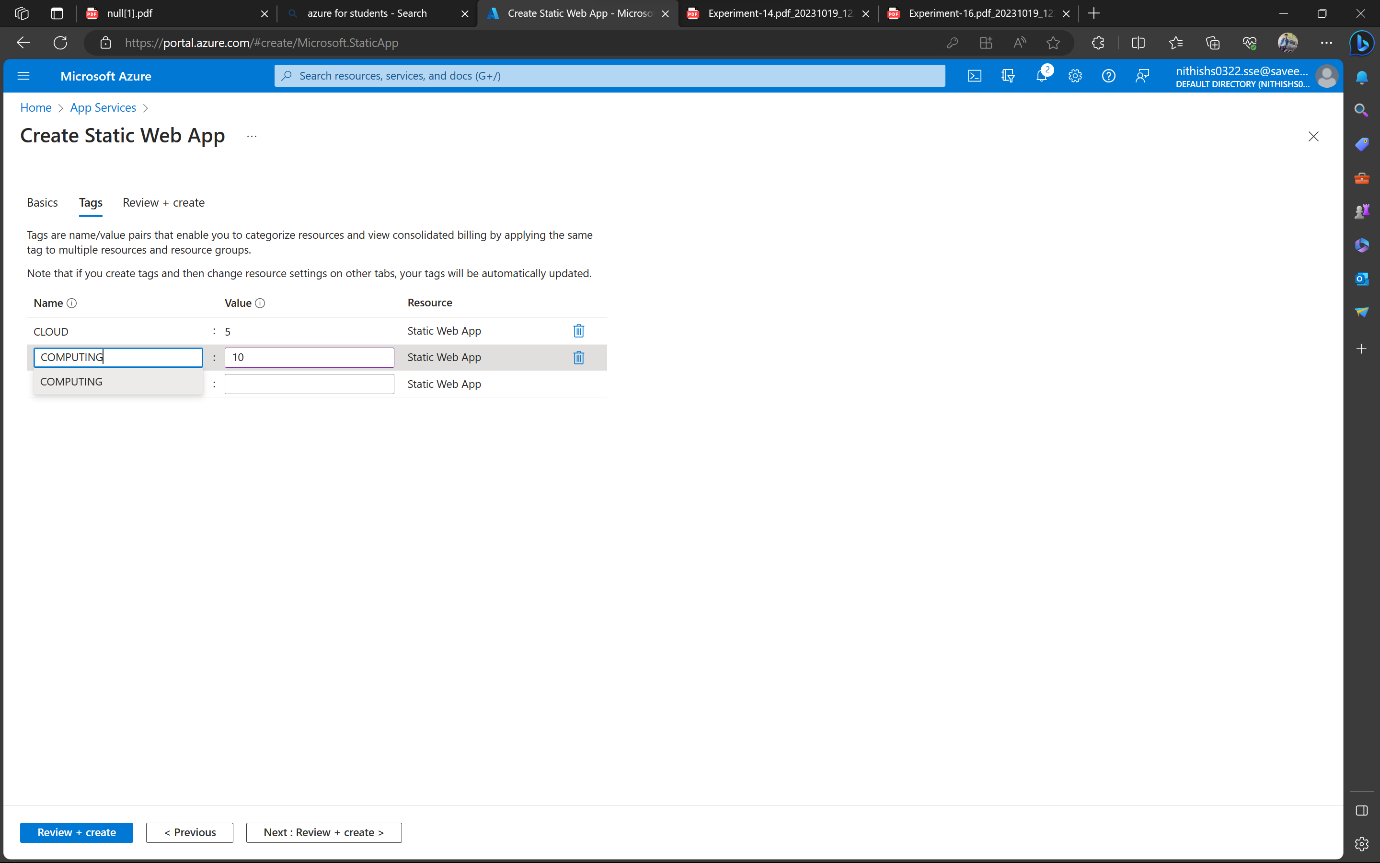 null[1].pdf
azure for students - Search
Create Static Web App - Microso
Experiment-14.pdf_20231019_12
Experiment-16.pdf_20231019_12
https://portal.azure.com/#create/Microsoft.StaticApp
Microsoft Azure
Search resources, services, and docs (G+/)
2
nithishs0322.sse@savee...
DEFAULT DIRECTORY (NITHISHS0...
Home > App Services >
Create Static Web App ...
Basics Tags Review + create
Tags are name/value pairs that enable you to categorize resources and view consolidated billing by applying the same
tag to multiple resources and resource groups.
Note that if you create tags and then change resource settings on other tabs, your tags will be automatically updated.
Name Value Resource
CLOUD : 5 Static Web App
COMPUTING : 10 Static Web App
COMPUTING : Static Web App
Review + create < Previous Next : Review + create >